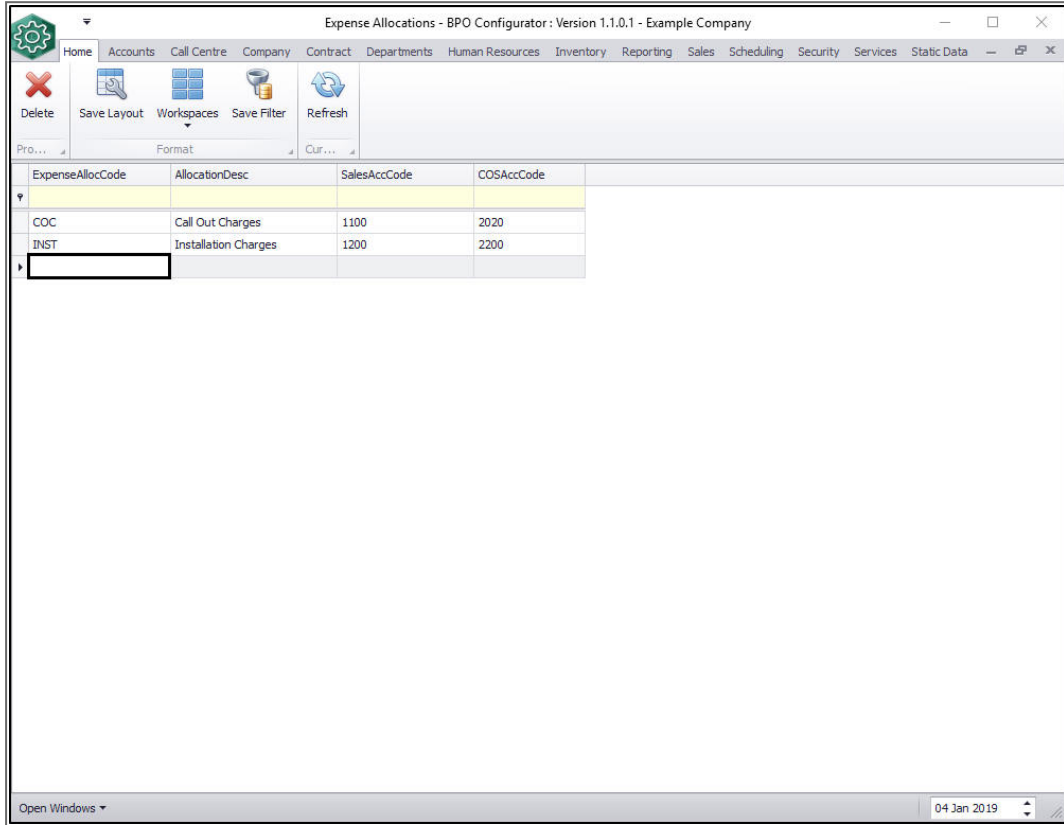 Expense Allocations - BPO Configurator : Version 1.1.0.1 - Example Company
Home Accounts Call Centre Company Contract Departments Human Resources Inventory Reporting Sales Scheduling Security Services Static Data
Delete Save Layout Workspaces Save Filter Refresh
Pro... Format Cur...
ExpenseAllocCode AllocationDesc SalesAccCode COSAccCode
COC Call Out Charges 1100 2020
INST Installation Charges 1200 2200
Open Windows 04 Jan 2019